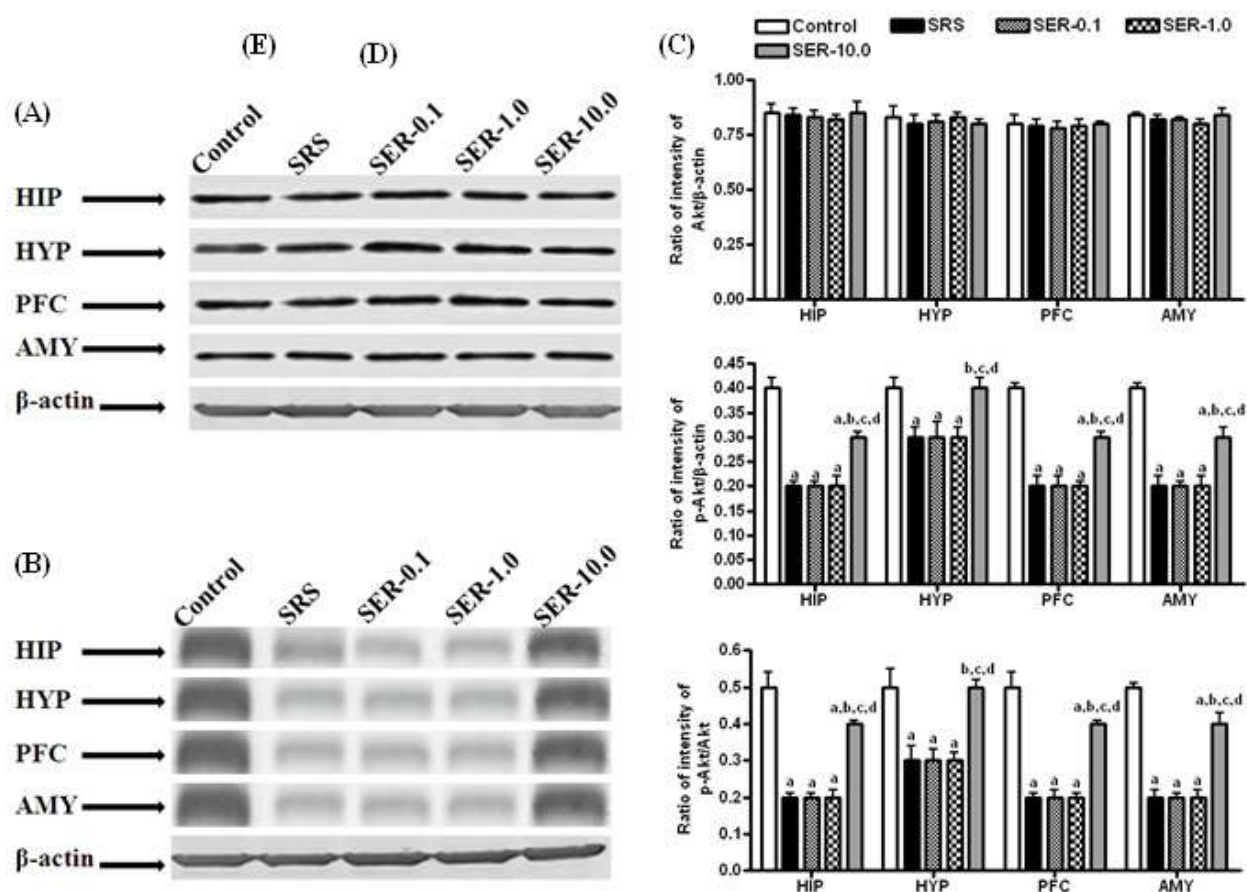 (E) (D)
(A)
Control SRS SER-0.1 SER-1.0 SER-10.0
HIP
HYP
PFC
AMY
β-actin
(B)
Control SRS SER-0.1 SER-1.0 SER-10.0
HIP
HYP
PFC
AMY
β-actin
(C)
Control SRS SER-0.1 SER-1.0
SER-10.0
Ratio of intensity of
Akt/β-actin
1.00
0.75
0.50
0.25
0.00
HIP HYP PFC AMY
Ratio of intensity of
p-Akt/β-actin
0.45
0.40
0.35
0.30
0.25
0.20
0.15
0.10
0.05
0.00
a a a a,b,c,d
a a a b,c,d
a a a a,b,c,d
a a a a,b,c,d
HIP HYP PFC AMY
Ratio of intensity of
p-Akt/Akt
0.6
0.5
0.4
0.3
0.2
0.1
0.0
a a a a,b,c,d
a a a b,c,d
a a a a,b,c,d
a a a a,b,c,d
HIP HYP PFC AMY